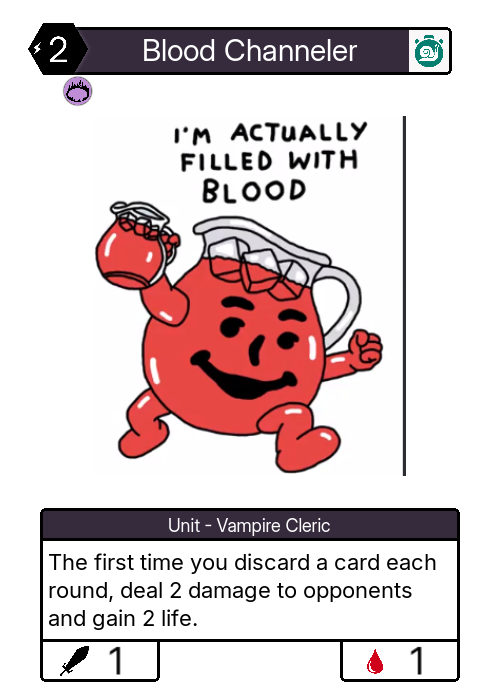 2
Blood Channeler
I'M ACTUALLY
FILLED WITH
BLOOD
Unit - Vampire Cleric
The first time you discard a card each
round, deal 2 damage to opponents
and gain 2 life.
1
1